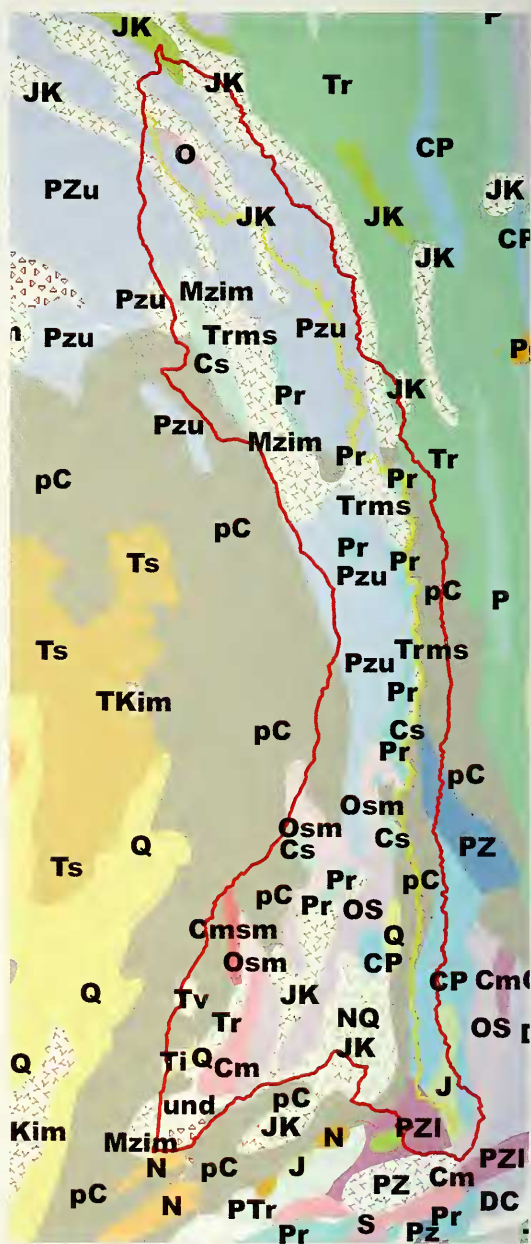 P
JK
JK
JK
Tr
CP
O
PZu
JK
JK
JK
CP
JK
Pzu
Mzim
Trms
Pzu
Pzu
Cs
Pr
JK
Pzu
Mzim
Pr
Pr
Tr
pC
Trms
pC
Pr
Ts
Pzu
Pr
pC
P
Ts
Trms
Pzu
Pr
TKim
pC
Cs
Pr
pC
Osm
Osm
Cs
Q
Cs
PZ
Ts
Pr
pC
pC
Pr
OS
Cmsm
Q
Osm
CP
CP
Cm
Q
Tv
JK
Tr
NQ
OS
JK
Q
Ti
Q
Cm
J
und
pC
Kim
Mzim
JK
N
PZl
N
pC
J
PZl
pC
N
PTr
PZ
Cm
DC
Pr
S
Pz
Pr